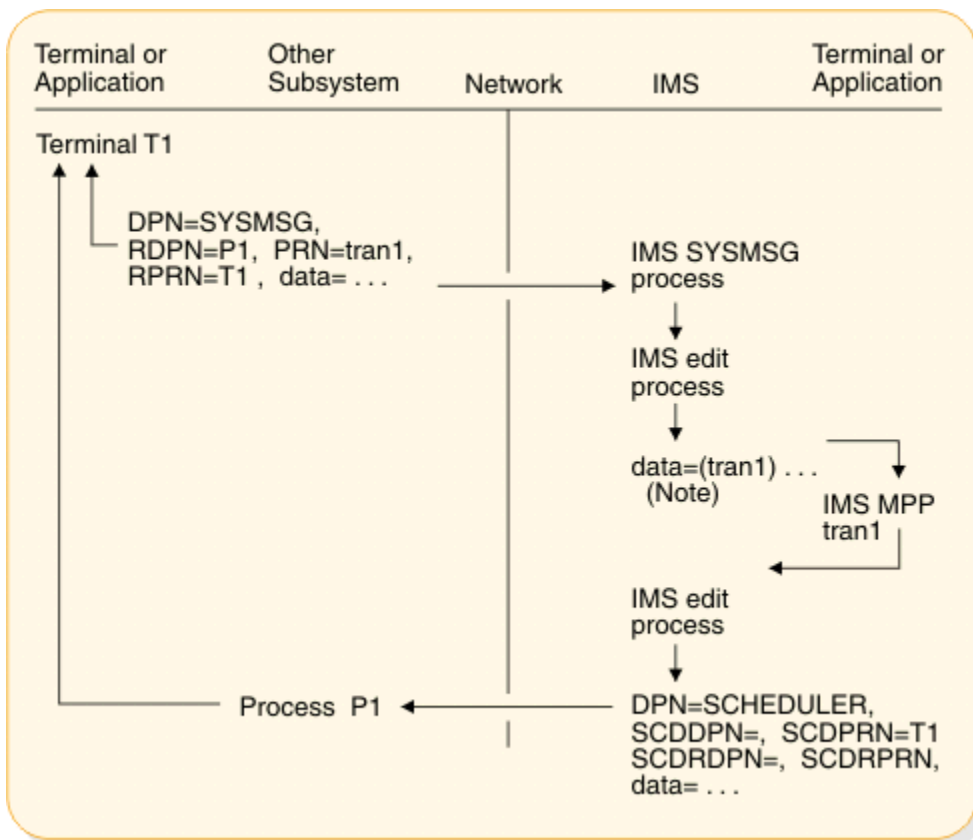 Terminal or
Application
Other
Subsystem
Network
IMS
Terminal or
Application
Terminal T1
DPN=SYSMSG,
RDPN=P1, PRN=tran1,
RPRN=T1 , data= . . .
IMS SYSMSG
process
IMS edit
process
data=(tran1) . . .
(Note)
IMS MPP
tran1
IMS edit
process
Process P1
DPN=SCHEDULER,
SCDDPN=, SCDPRN=T1
SCDRDPN=, SCDRPRN,
data= . . .